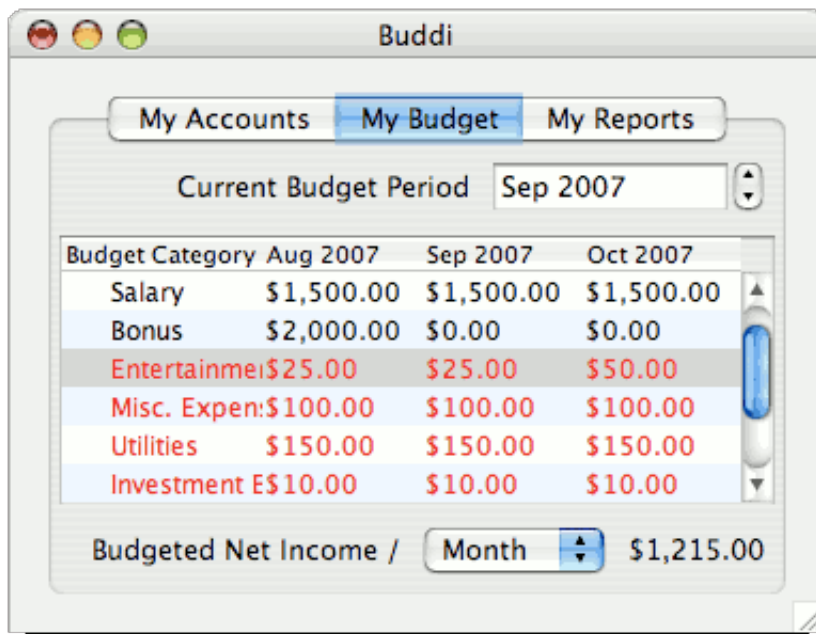 Buddi
My Accounts My Budget My Reports
Current Budget Period Sep 2007
Budget Category Aug 2007 Sep 2007 Oct 2007
Salary $1,500.00 $1,500.00 $1,500.00
Bonus $2,000.00 $0.00 $0.00
Entertainme $25.00 $25.00 $50.00
Misc. Expen $100.00 $100.00 $100.00
Utilities $150.00 $150.00 $150.00
Investment E $10.00 $10.00 $10.00
Budgeted Net Income / Month $1,215.00